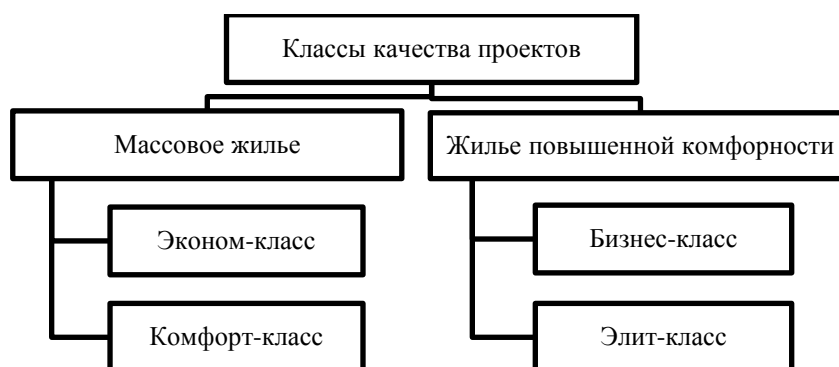 Классы качества проектов
Массовое жилье
Жилье повышенной комфорности
Эконом-класс
Бизнес-класс
Комфорт-класс
Элит-класс